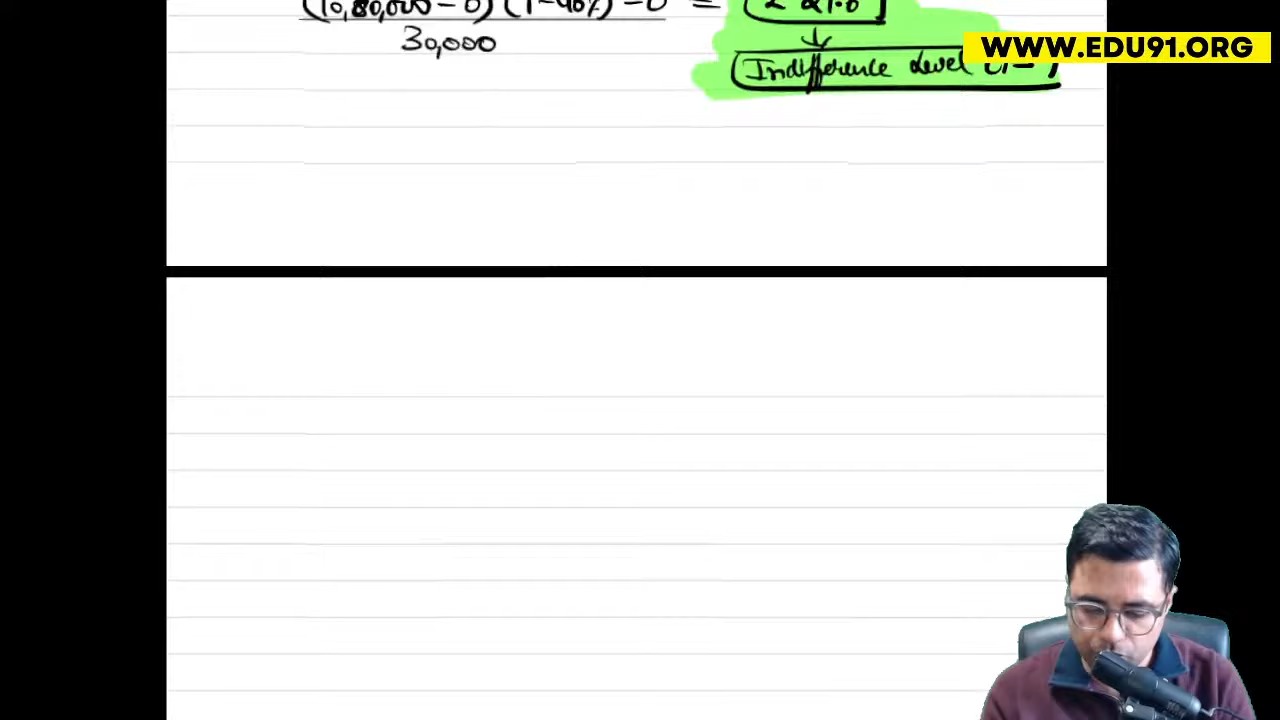 (10,80,000 - 0) (1-40%) - 0 =
30,000
↓
Indifference Level
WWW.EDU91.ORG